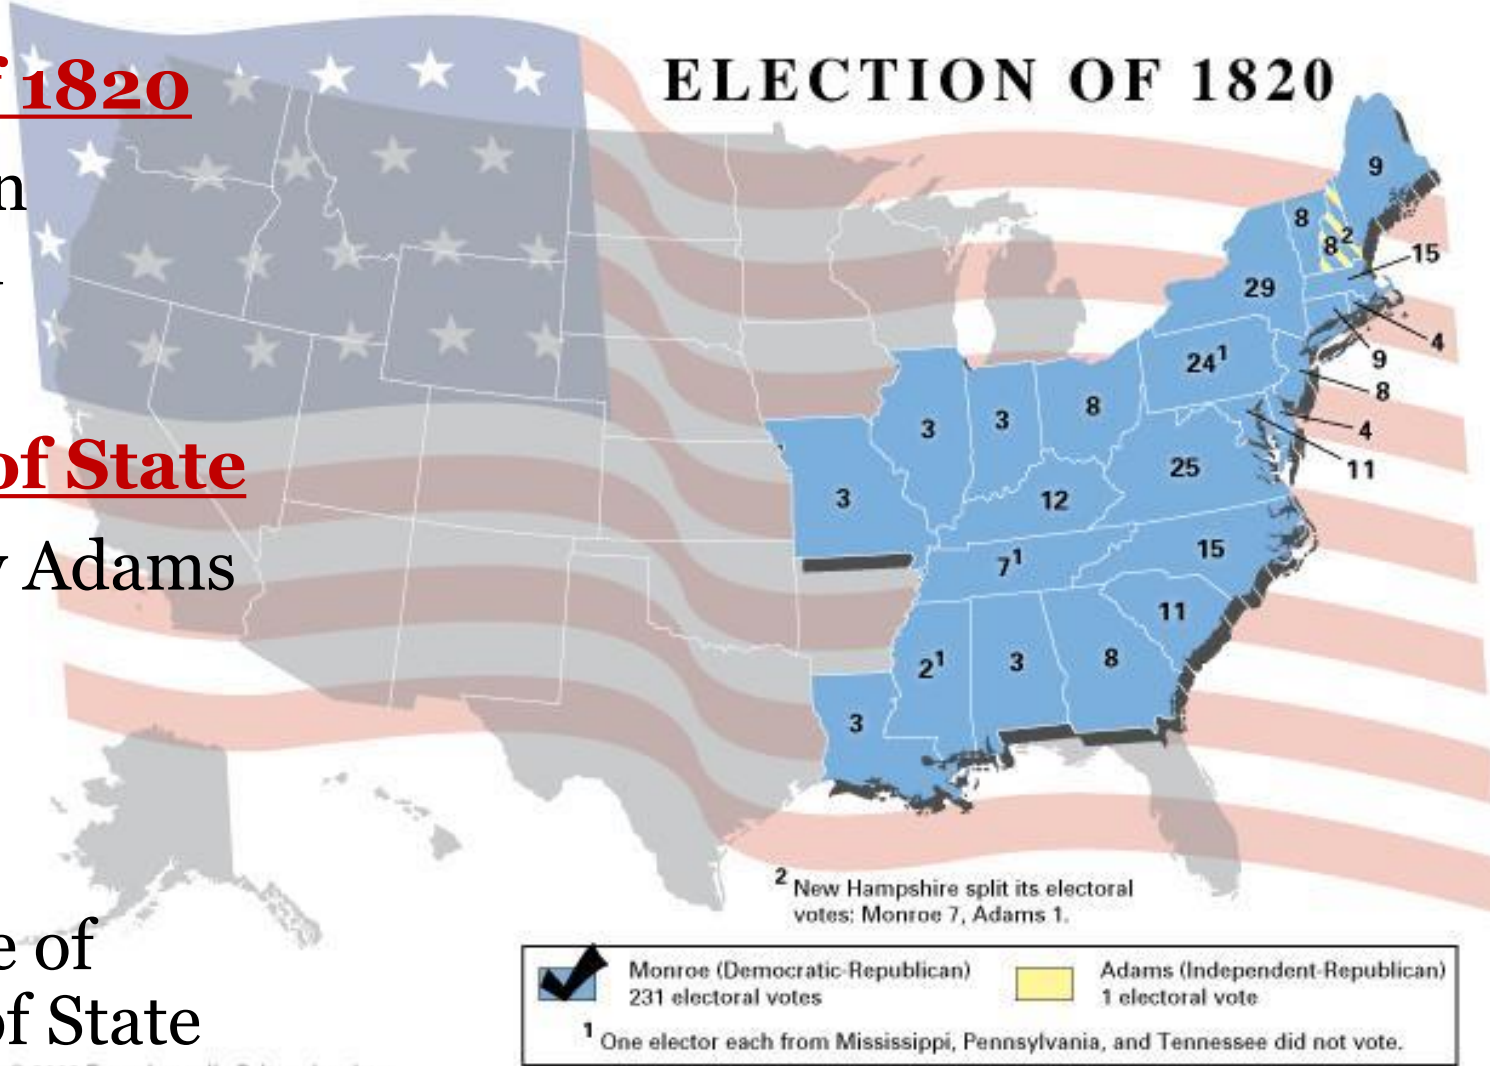 f 1820
ELECTION OF 1820
n
of State
y Adams
e of
of State
9
8
8²
15
29
4
9
24¹
8
4
11
3
3
8
25
3
12
15
7¹
11
2¹
3
8
3
² New Hampshire split its electoral
votes: Monroe 7, Adams 1.
Monroe (Democratic-Republican)
231 electoral votes
Adams (Independent-Republican)
1 electoral vote
¹ One elector each from Mississippi, Pennsylvania, and Tennessee did not vote.